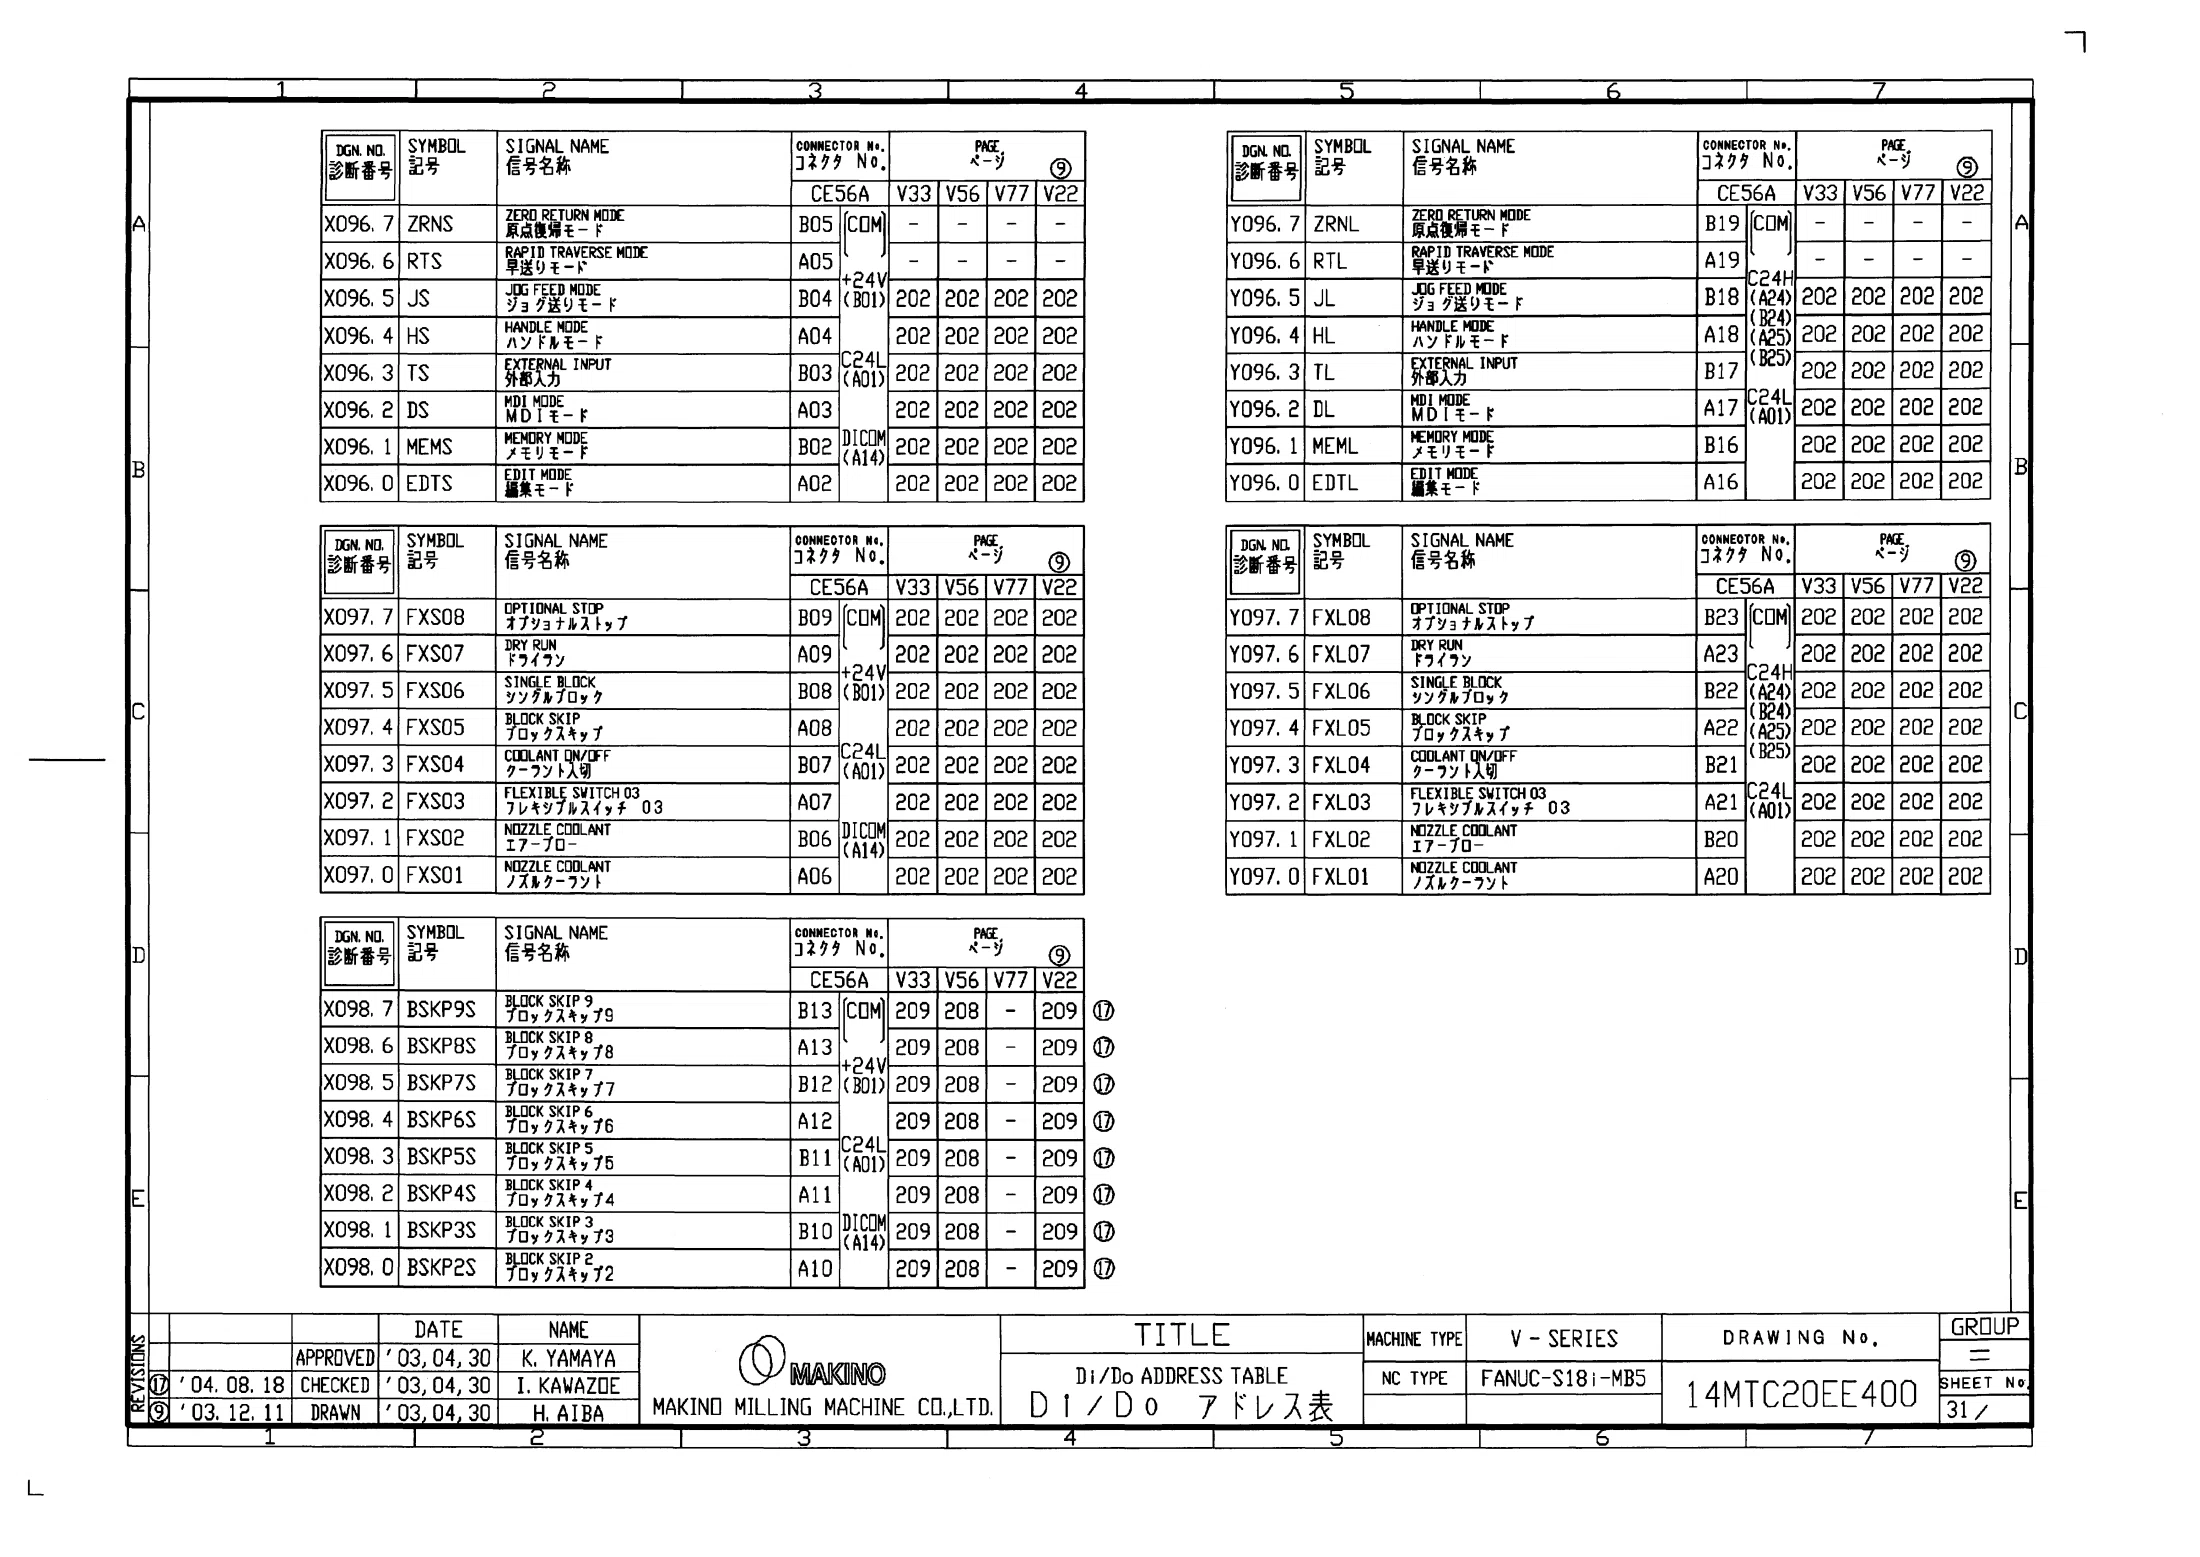 1 2 3 4 5 6 7
A A
B B
C C
D D
E E
DGN. NO. SYMBOL SIGNAL NAME CONNECTOR No. PAGE
診断番号 記号 信号名称 コネクタ No. ページ ⑨
CE56A V33 V56 V77 V22
X096. 7 ZRNS ZERO RETURN MODE B05 (COM) - - - -
原点復帰モード
X096. 6 RTS RAPID TRAVERSE MODE A05 - - - -
早送りモード +24V
X096. 5 JS JOG FEED MODE B04 (B01) 202 202 202 202
ジョグ送りモード
X096. 4 HS HANDLE MODE A04 202 202 202 202
ハンドルモード C24L
X096. 3 TS EXTERNAL INPUT B03 (A01) 202 202 202 202
外部入力
X096. 2 DS MDI MODE A03 202 202 202 202
MDIモード DICOM
X096. 1 MEMS MEMORY MODE B02 (A14) 202 202 202 202
メモリモード
X096. 0 EDTS EDIT MODE A02 202 202 202 202
編集モード
DGN. NO. SYMBOL SIGNAL NAME CONNECTOR No. PAGE
診断番号 記号 信号名称 コネクタ No. ページ ⑨
CE56A V33 V56 V77 V22
Y096. 7 ZRNL ZERO RETURN MODE B19 (COM) - - - -
原点復帰モード
Y096. 6 RTL RAPID TRAVERSE MODE A19 - - - -
早送りモード C24H
Y096. 5 JL JOG FEED MODE B18 (A24) 202 202 202 202
ジョグ送りモード (B24)
Y096. 4 HL HANDLE MODE A18 (A25) 202 202 202 202
ハンドルモード (B25)
Y096. 3 TL EXTERNAL INPUT B17 202 202 202 202
外部入力 C24L
Y096. 2 DL MDI MODE A17 (A01) 202 202 202 202
MDIモード
Y096. 1 MEML MEMORY MODE B16 202 202 202 202
メモリモード
Y096. 0 EDTL EDIT MODE A16 202 202 202 202
編集モード
DGN. NO. SYMBOL SIGNAL NAME CONNECTOR No. PAGE
診断番号 記号 信号名称 コネクタ No. ページ ⑨
CE56A V33 V56 V77 V22
X097. 7 FXS08 OPTIONAL STOP B09 (COM) 202 202 202 202
オプショナルストップ
X097. 6 FXS07 DRY RUN A09 202 202 202 202
ドライラン +24V
X097. 5 FXS06 SINGLE BLOCK B08 (B01) 202 202 202 202
シングルブロック
X097. 4 FXS05 BLOCK SKIP A08 202 202 202 202
ブロックスキップ C24L
X097. 3 FXS04 COOLANT ON/OFF B07 (A01) 202 202 202 202
クーラント入切
X097. 2 FXS03 FLEXIBLE SWITCH 03 A07 202 202 202 202
フレキシブルスイッチ 03 DICOM
X097. 1 FXS02 NOZZLE COOLANT B06 (A14) 202 202 202 202
エアーブロー
X097. 0 FXS01 NOZZLE COOLANT A06 202 202 202 202
ノズルクーラント
DGN. NO. SYMBOL SIGNAL NAME CONNECTOR No. PAGE
診断番号 記号 信号名称 コネクタ No. ページ ⑨
CE56A V33 V56 V77 V22
Y097. 7 FXL08 OPTIONAL STOP B23 (COM) 202 202 202 202
オプショナルストップ
Y097. 6 FXL07 DRY RUN A23 202 202 202 202
ドライラン C24H
Y097. 5 FXL06 SINGLE BLOCK B22 (A24) 202 202 202 202
シングルブロック (B24)
Y097. 4 FXL05 BLOCK SKIP A22 (A25) 202 202 202 202
ブロックスキップ (B25)
Y097. 3 FXL04 COOLANT ON/OFF B21 202 202 202 202
クーラント入切 C24L
Y097. 2 FXL03 FLEXIBLE SWITCH 03 A21 (A01) 202 202 202 202
フレキシブルスイッチ 03
Y097. 1 FXL02 NOZZLE COOLANT B20 202 202 202 202
エアーブロー
Y097. 0 FXL01 NOZZLE COOLANT A20 202 202 202 202
ノズルクーラント
DGN. NO. SYMBOL SIGNAL NAME CONNECTOR No. PAGE
診断番号 記号 信号名称 コネクタ No. ページ ⑨
CE56A V33 V56 V77 V22
X098. 7 BSKP9S BLOCK SKIP 9 B13 (COM) 209 208 - 209 ⑰
ブロックスキップ9
X098. 6 BSKP8S BLOCK SKIP 8 A13 209 208 - 209 ⑰
ブロックスキップ8 +24V
X098. 5 BSKP7S BLOCK SKIP 7 B12 (B01) 209 208 - 209 ⑰
ブロックスキップ7
X098. 4 BSKP6S BLOCK SKIP 6 A12 209 208 - 209 ⑰
ブロックスキップ6 C24L
X098. 3 BSKP5S BLOCK SKIP 5 B11 (A01) 209 208 - 209 ⑰
ブロックスキップ5
X098. 2 BSKP4S BLOCK SKIP 4 A11 209 208 - 209 ⑰
ブロックスキップ4 DICOM
X098. 1 BSKP3S BLOCK SKIP 3 B10 (A14) 209 208 - 209 ⑰
ブロックスキップ3
X098. 0 BSKP2S BLOCK SKIP 2 A10 209 208 - 209 ⑰
ブロックスキップ2
REVISIONS
DATE NAME
APPROVED '03,04,30 K. YAMAYA
⑰ '04. 08. 18 CHECKED '03,04,30 I. KAWAZOE
⑨ '03. 12. 11 DRAWN '03,04,30 H. AIBA
MAKINO
MAKINO MILLING MACHINE CO.,LTD.
TITLE
Di/Do ADDRESS TABLE
Di/Do アドレス表
MACHINE TYPE V-SERIES
NC TYPE FANUC-S18i-MB5
DRAWING No.
14MTC20EE400
GROUP
=
SHEET No.
31/
1 2 3 4 5 6 7